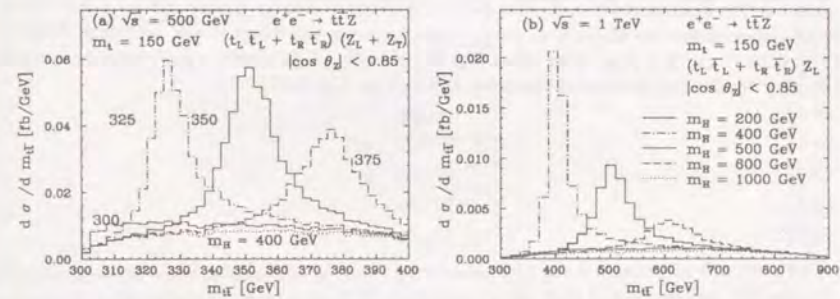 (a) √s = 500 GeV e⁺e⁻ → tt̄Z
mₜ = 150 GeV (t_L t̄_L + t_R t̄_R) (Z_L + Z_T)
|cos θ_Z| < 0.85
325
350
375
300
m_H = 400 GeV
0.06
0.04
0.02
0.00
300 310 320 330 340 350 360 370 380 390 400
m_tt̄ [GeV]
d σ /d m_tt̄ [fb/GeV]
(b) √s = 1 TeV e⁺e⁻ → tt̄Z
mₜ = 150 GeV
(t_L t̄_L + t_R t̄_R) Z_L
|cos θ_Z| < 0.85
m_H = 200 GeV
m_H = 400 GeV
m_H = 500 GeV
m_H = 600 GeV
m_H = 1000 GeV
0.020
0.015
0.010
0.005
0.000
300 400 500 600 700 800 900
m_tt̄ [GeV]
d σ /d m_tt̄ [fb/GeV]